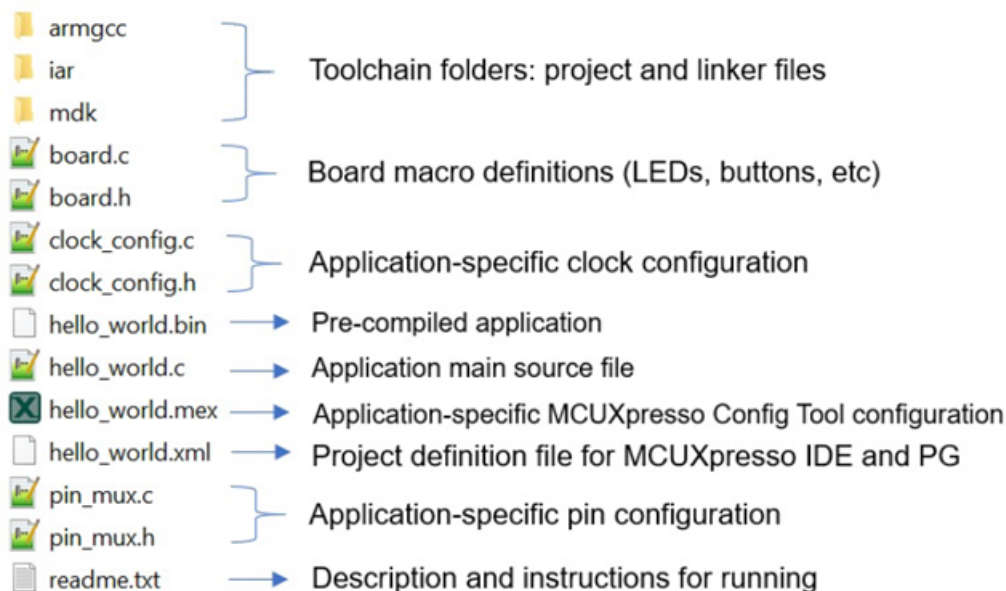 armgcc
iar
mdk
Toolchain folders: project and linker files
board.c
board.h
Board macro definitions (LEDs, buttons, etc)
clock_config.c
clock_config.h
Application-specific clock configuration
hello_world.bin
Pre-compiled application
hello_world.c
Application main source file
hello_world.mex
Application-specific MCUXpresso Config Tool configuration
hello_world.xml
Project definition file for MCUXpresso IDE and PG
pin_mux.c
pin_mux.h
Application-specific pin configuration
readme.txt
Description and instructions for running